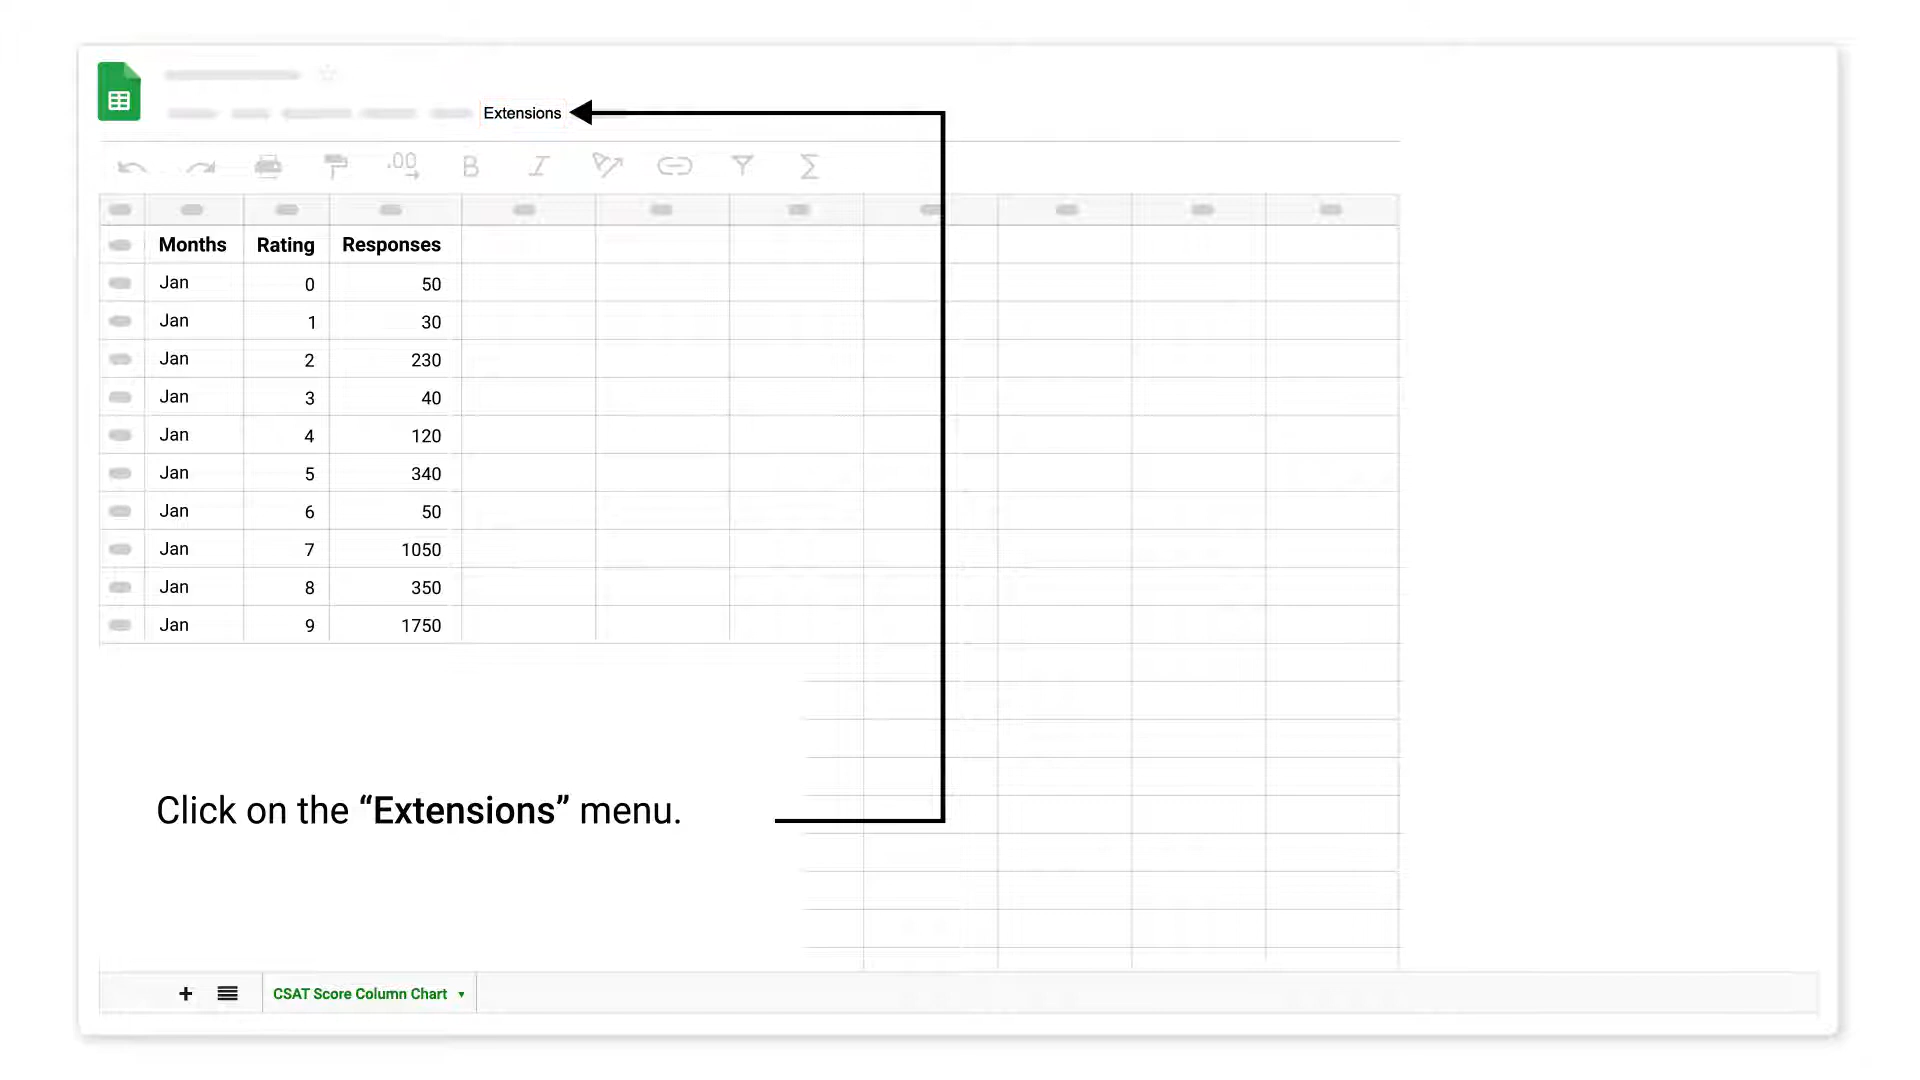 Extensions
.00
B I Σ
Months Rating Responses
Jan 0 50
Jan 1 30
Jan 2 230
Jan 3 40
Jan 4 120
Jan 5 340
Jan 6 50
Jan 7 1050
Jan 8 350
Jan 9 1750
Click on the “Extensions” menu.
CSAT Score Column Chart